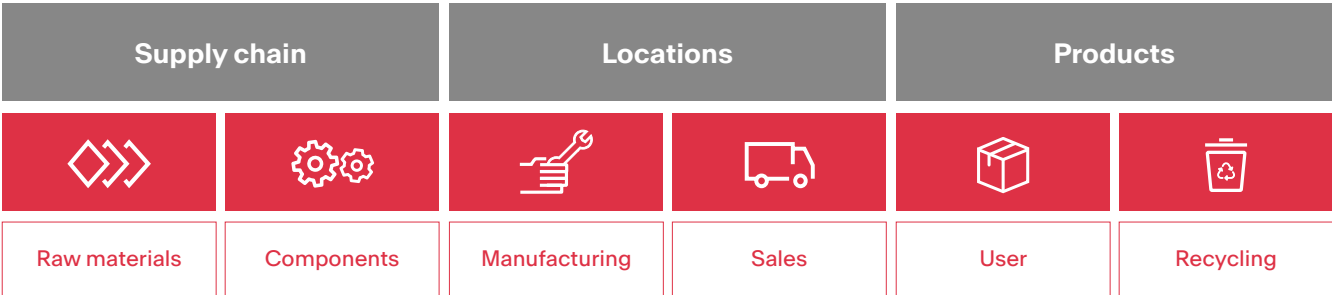 Supply chain
Locations
Products
Raw materials
Components
Manufacturing
Sales
User
Recycling